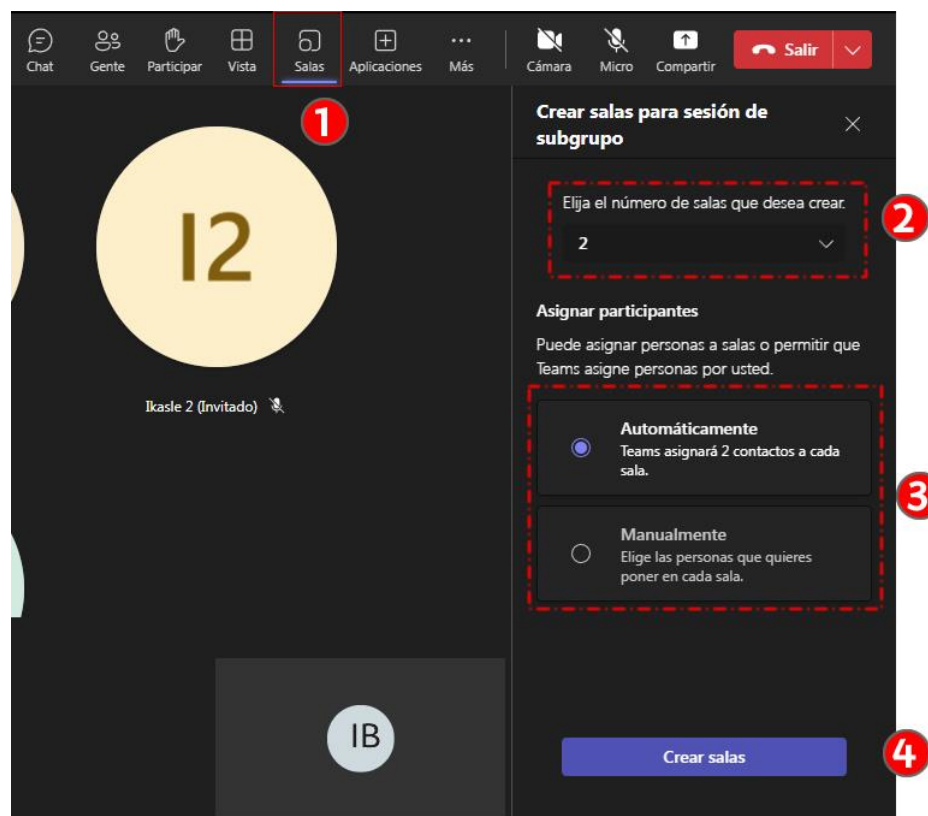 Chat Gente Participar Vista Salas Aplicaciones Más Cámara Micro Compartir Salir
1
Crear salas para sesión de
subgrupo
Elija el número de salas que desea crear.
2
2
I2
Ikasle 2 (Invitado)
Asignar participantes
Puede asignar personas a salas o permitir que
Teams asigne personas por usted.
Automáticamente
Teams asignará 2 contactos a cada
sala.
3
Manualmente
Elige las personas que quieres
poner en cada sala.
IB
Crear salas
4